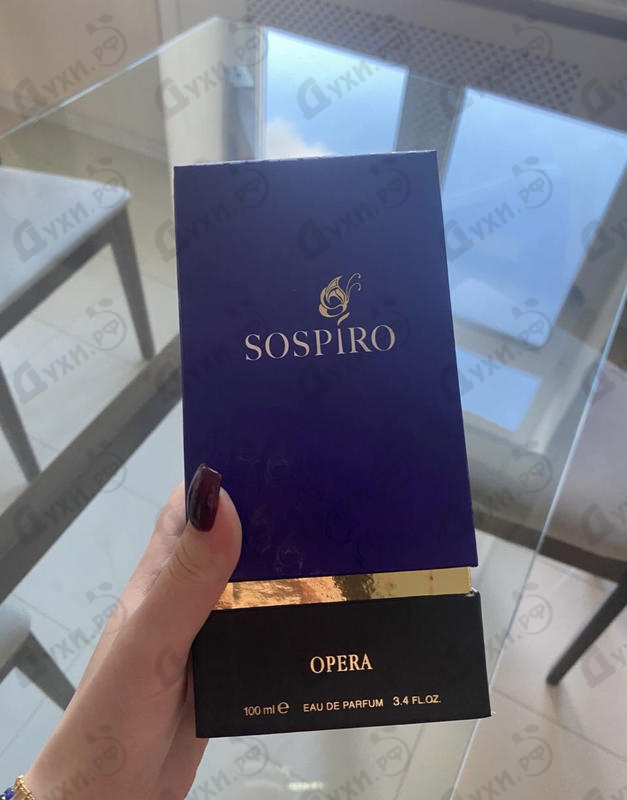 SOSPIRO
OPERA
100 ml e EAU DE PARFUM 3.4 FL.OZ.
Духи.РФ